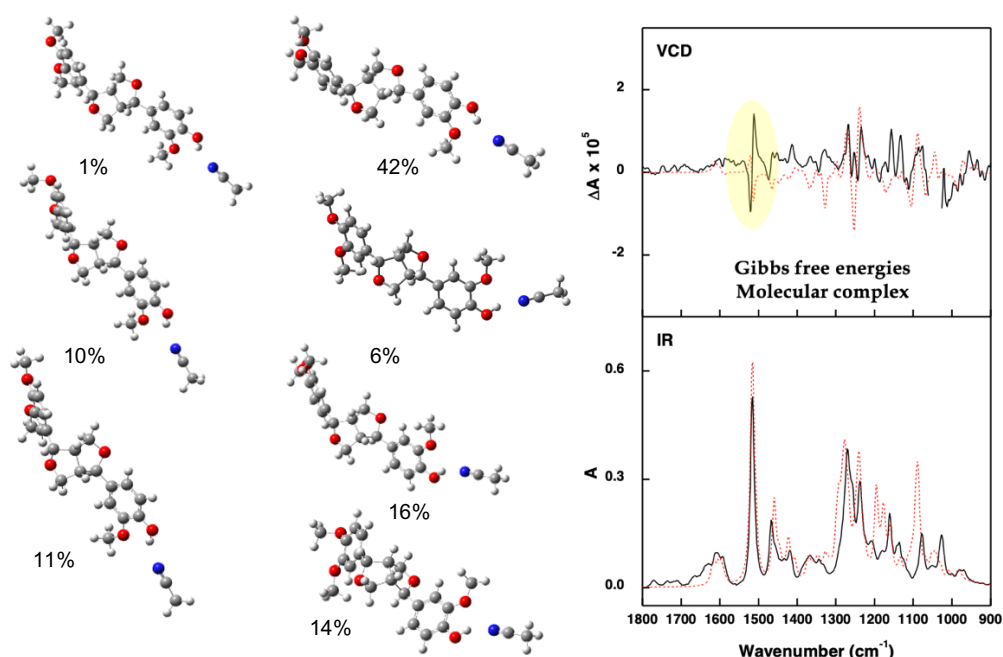 1%
42%
10%
6%
11%
16%
14%
VCD
ΔA x 10⁵
2
0
-2
Gibbs free energies
Molecular complex
IR
A
0.6
0.3
0.0
1800 1700 1600 1500 1400 1300 1200 1100 1000 900
Wavenumber (cm⁻¹)